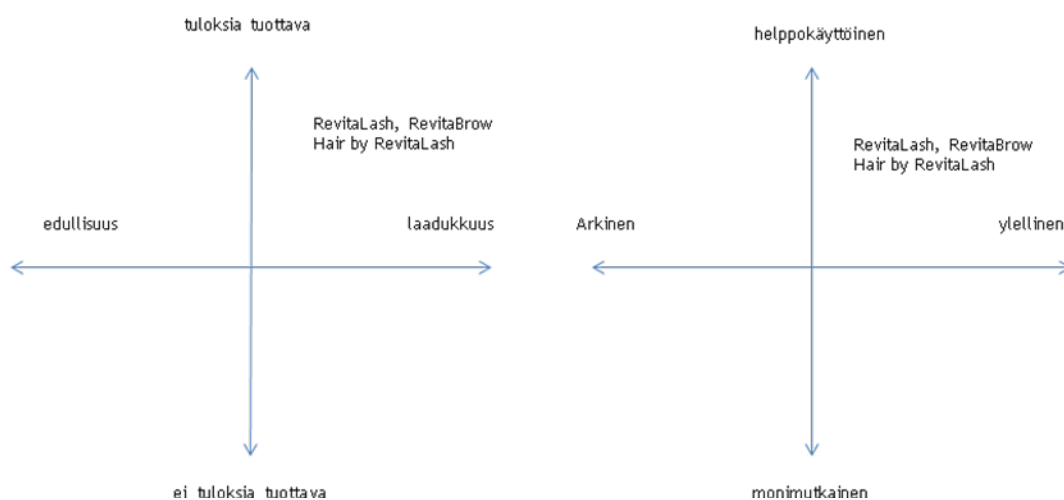 tuloksia tuottava
RevitaLash, RevitaBrow
Hair by RevitaLash
edullisuus
laadukkuus
ei tuloksia tuottava
helppokäyttöinen
RevitaLash, RevitaBrow
Hair by RevitaLash
Arkinen
ylellinen
monimutkainen